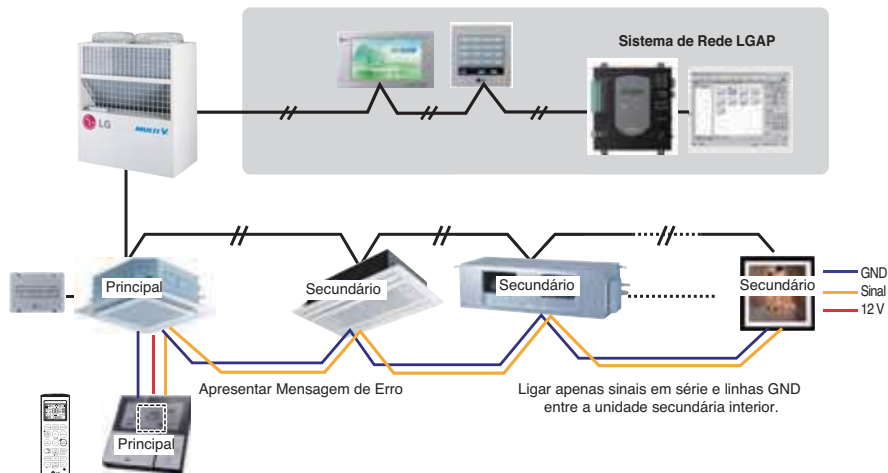 Sistema de Rede LGAP
LG
MULTI V
Principal
Secundário
Secundário
Secundário
GND
Sinal
12 V
Apresentar Mensagem de Erro
Ligar apenas sinais em série e linhas GND
entre a unidade secundária interior.
Principal